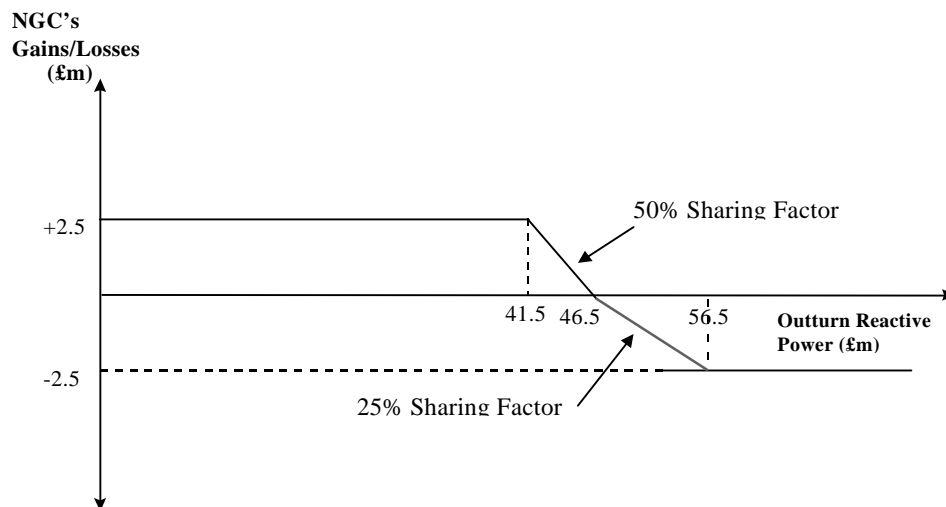 NGC's
Gains/Losses
(£m)
50% Sharing Factor
+2.5
41.5 46.5 56.5
Outturn Reactive
Power (£m)
-2.5
25% Sharing Factor